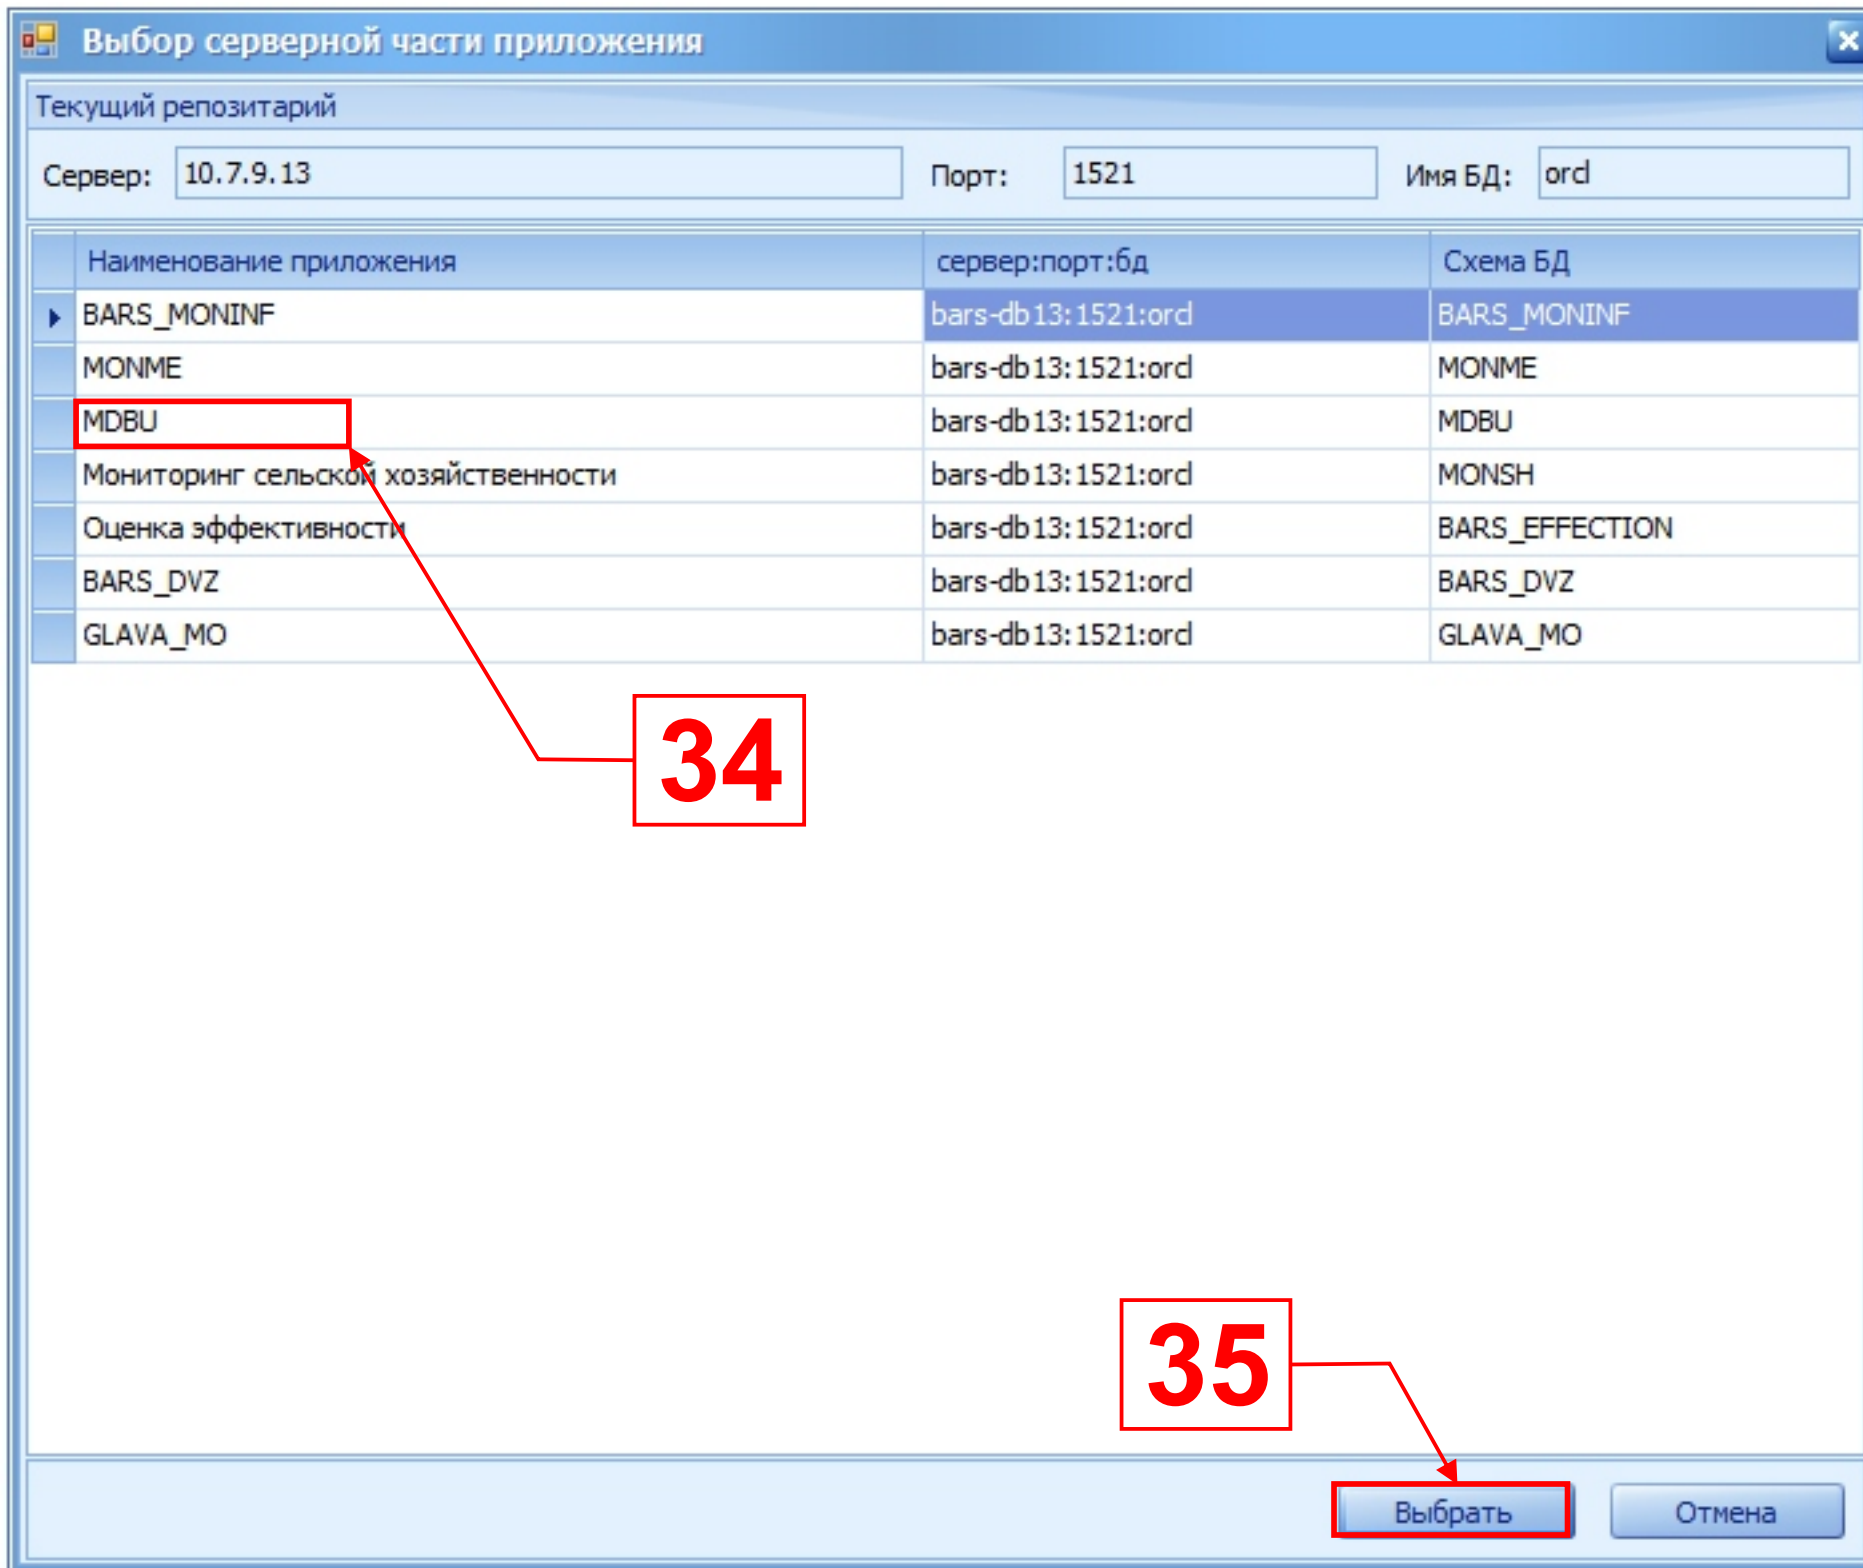 Выбор серверной части приложения
Текущий репозитарий
Сервер: 10.7.9.13 Порт: 1521 Имя БД: orcl
Наименование приложения сервер:порт:бд Схема БД
BARS_MONINF bars-db13:1521:orcl BARS_MONINF
MONME bars-db13:1521:orcl MONME
MDBU bars-db13:1521:orcl MDBU
Мониторинг сельской хозяйственности bars-db13:1521:orcl MONSH
Оценка эффективности bars-db13:1521:orcl BARS_EFFECTION
BARS_DVZ bars-db13:1521:orcl BARS_DVZ
GLAVA_MO bars-db13:1521:orcl GLAVA_MO
34
35
Выбрать Отмена